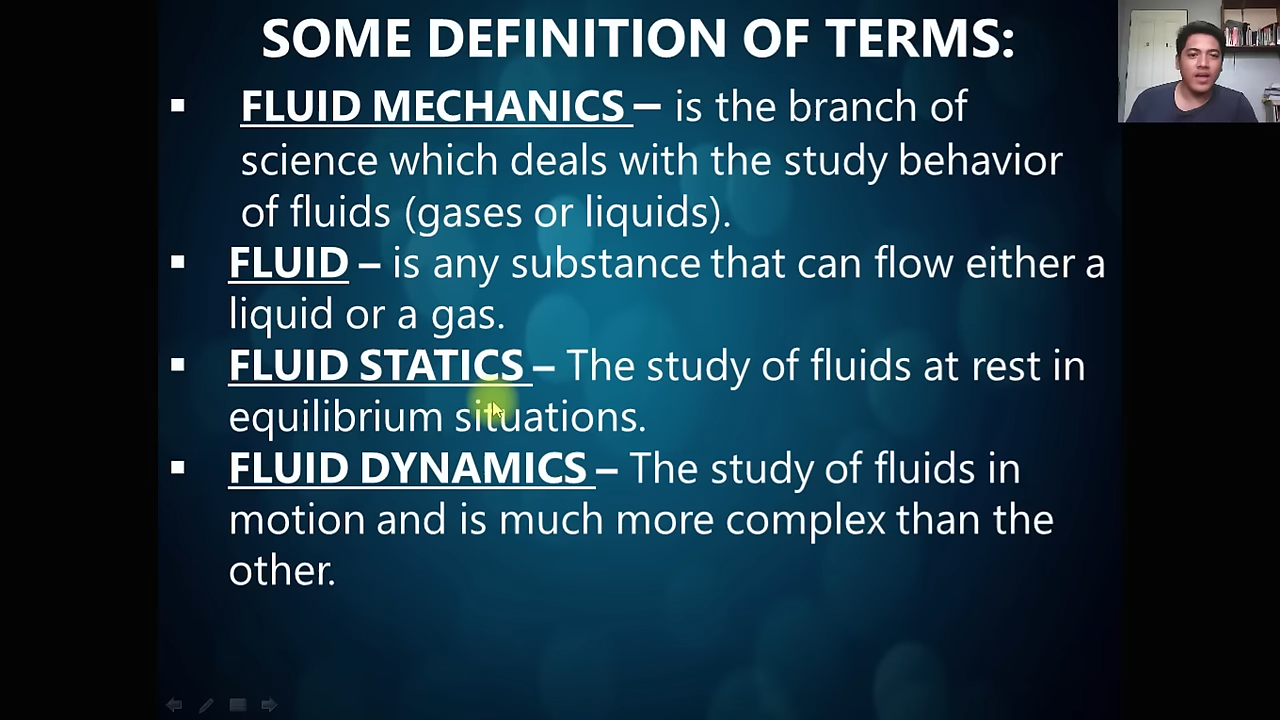 SOME DEFINITION OF TERMS:
▪ FLUID MECHANICS – is the branch of
science which deals with the study behavior
of fluids (gases or liquids).
▪ FLUID – is any substance that can flow either a
liquid or a gas.
▪ FLUID STATICS – The study of fluids at rest in
equilibrium situations.
▪ FLUID DYNAMICS – The study of fluids in
motion and is much more complex than the
other.